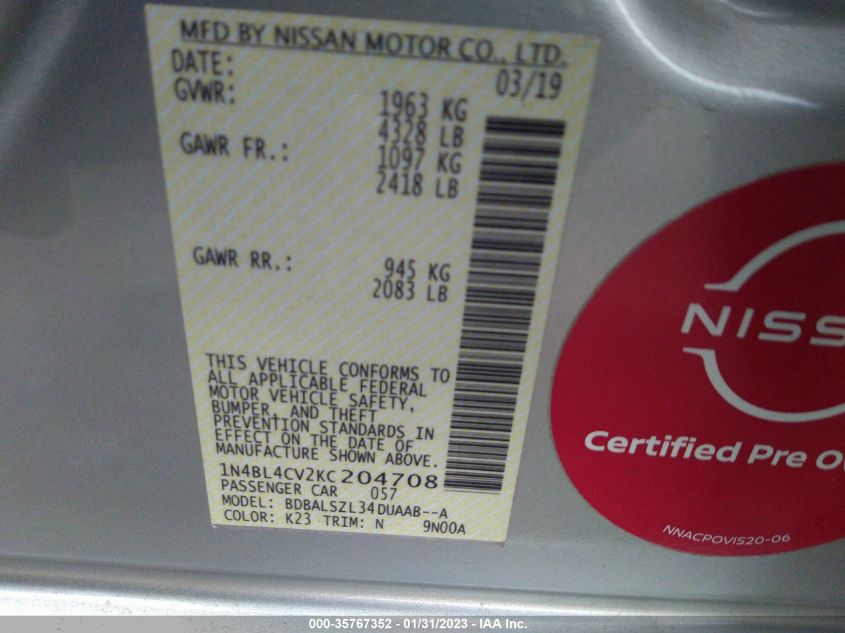 MFD BY NISSAN MOTOR CO., LTD.
DATE: 03/19
GVWR: 1963 KG
4328 LB
GAWR FR.: 1097 KG
2418 LB
GAWR RR.: 945 KG
2083 LB
THIS VEHICLE CONFORMS TO
ALL APPLICABLE FEDERAL
MOTOR VEHICLE SAFETY,
BUMPER, AND THEFT
PREVENTION STANDARDS IN
EFFECT ON THE DATE OF
MANUFACTURE SHOWN ABOVE.
1N4BL4CV2KC204708
PASSENGER CAR 057
MODEL: BDBALSZL34DUAAB--A
COLOR: K23 TRIM: N 9N00A
NISS
Certified Pre Ow
NNACPOVIS20-06
000-35767352 - 01/31/2023 - IAA Inc.